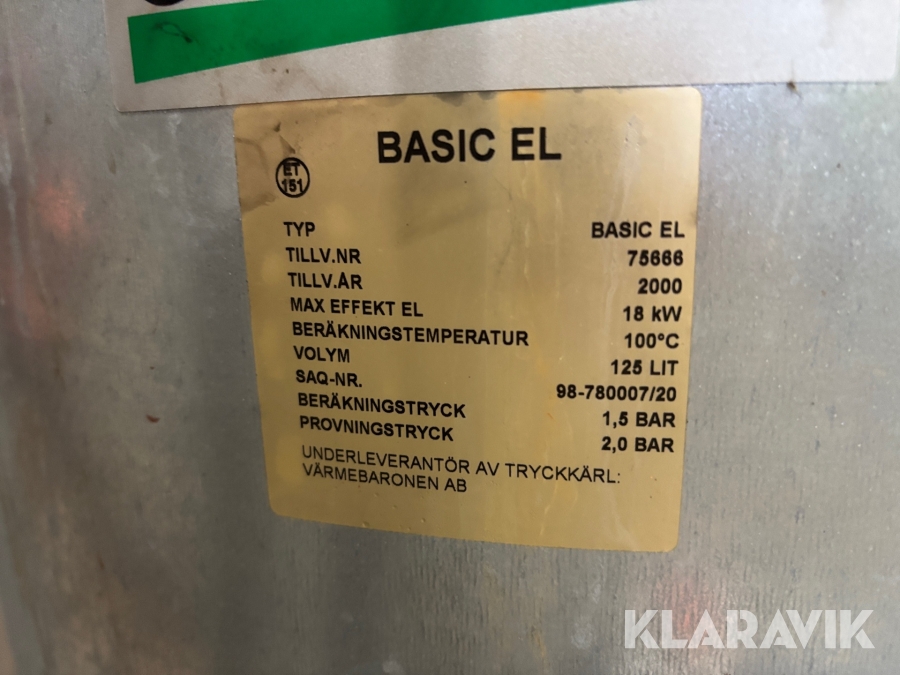 BASIC EL
ET
151
TYP BASIC EL
TILLV.NR 75666
TILLV.ÅR 2000
MAX EFFEKT EL 18 kW
BERÄKNINGSTEMPERATUR 100°C
VOLYM 125 LIT
SAQ-NR. 98-780007/20
BERÄKNINGSTRYCK 1,5 BAR
PROVNINGSTRYCK 2,0 BAR
UNDERLEVERANTÖR AV TRYCKKÄRL:
VÄRMEBARONEN AB
KLARAVIK